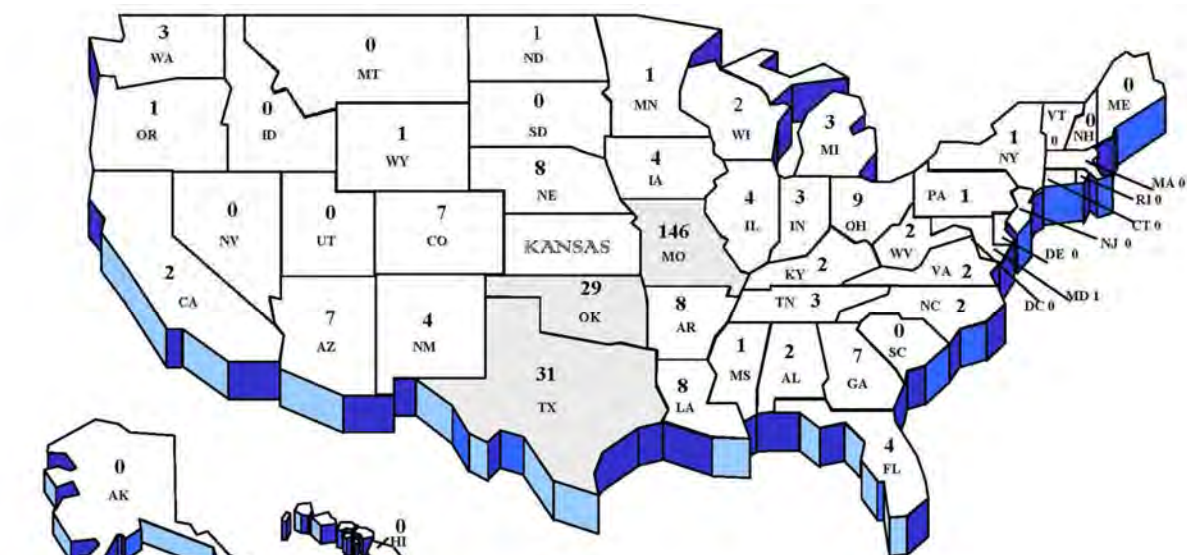 3
WA
0
MT
1
ND
1
MN
1
OR
0
ID
0
SD
1
WY
2
WI
3
MI
0
ME
VT
0
0
NH
1
NY
8
NE
4
IA
PA 1
MA 0
RI 0
CT 0
NJ 0
DE 0
MD 1
DC 0
0
NV
0
UT
7
CO
KANSAS
146
MO
4
IL
3
IN
9
OH
2
WV
VA 2
KY 2
2
CA
7
AZ
4
NM
29
OK
8
AR
TN 3
NC 2
0
SC
31
TX
8
LA
1
MS
2
AL
7
GA
4
FL
0
AK
0
HI